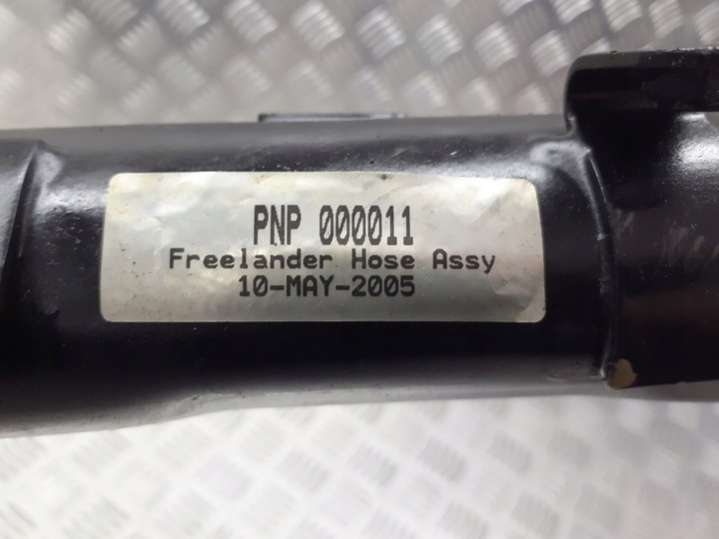 PNP 000011
Freelander Hose Assy
10-MAY-2005